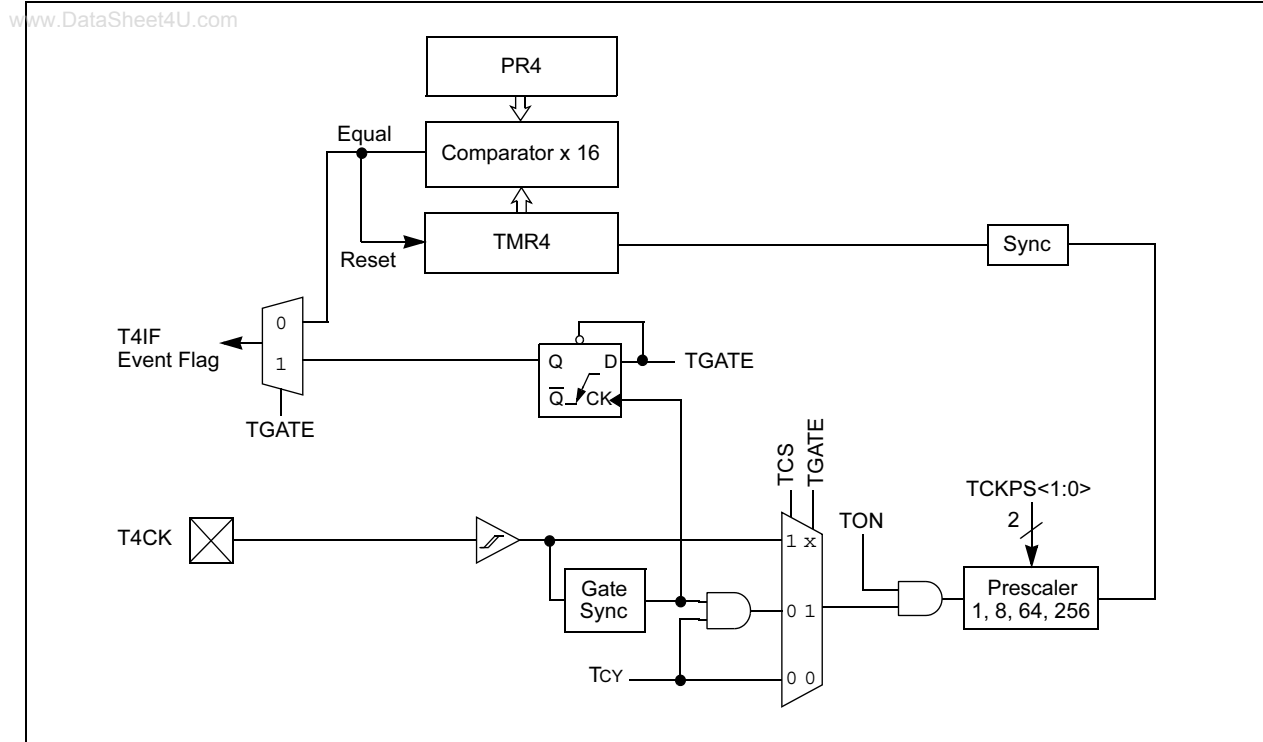 www.DataSheet4U.com
PR4
Equal
Comparator x 16
TMR4
Reset
Sync
T4IF
Event Flag
0
1
TGATE
Q
D
TGATE
Q
CK
TCS
TGATE
TCKPS<1:0>
2
TON
T4CK
1 x
Gate
Sync
0 1
Prescaler
1, 8, 64, 256
TCY
0 0